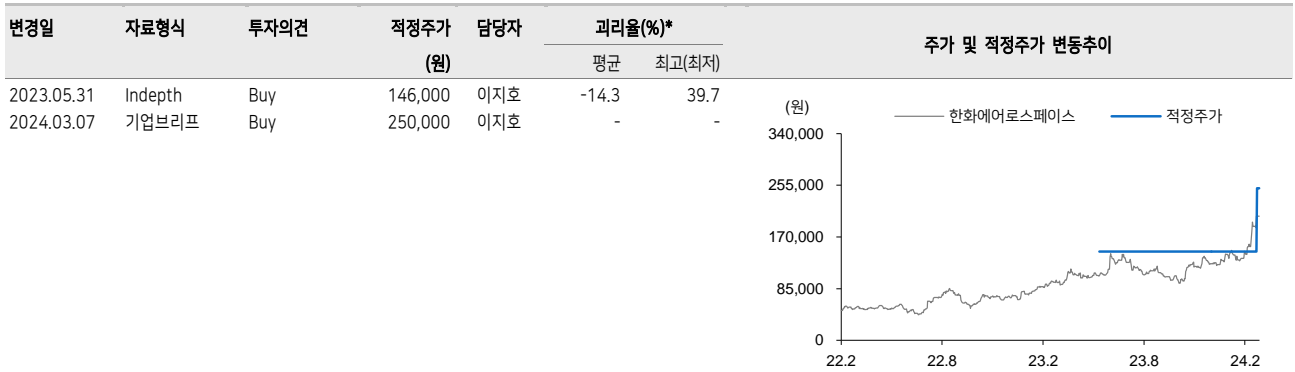 변경일 자료형식 투자의견 적정주가 담당자 괴리율(%)* 주가 및 적정주가 변동추이
(원) 평균 최고(최저)
2023.05.31 Indepth Buy 146,000 이지호 -14.3 39.7
2024.03.07 기업브리프 Buy 250,000 이지호 - -
(원) 한화에어로스페이스 적정주가
340,000
255,000
170,000
85,000
0
22.2 22.8 23.2 23.8 24.2